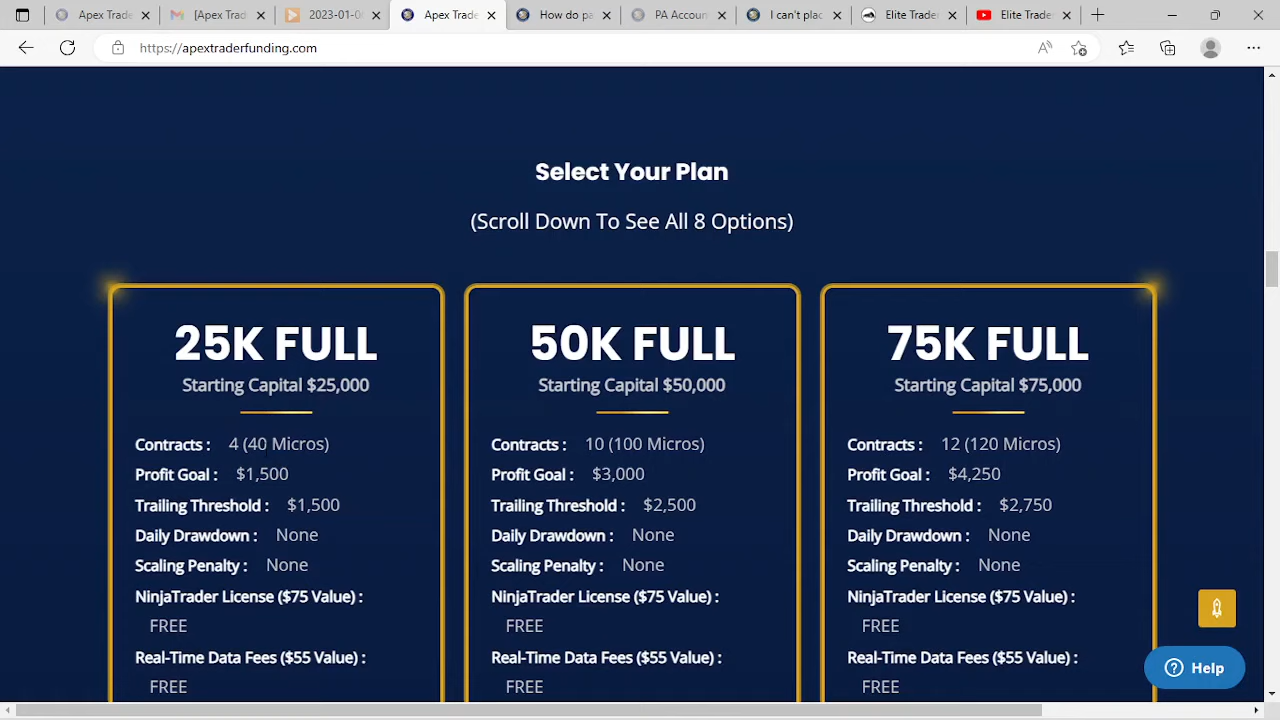 Apex Trade
[Apex Trad
2023-01-0
Apex Trade
How do pa
PA Accoun
I can't plac
Elite Trade
Elite Trade
https://apextraderfunding.com
Select Your Plan
(Scroll Down To See All 8 Options)
25K FULL
Starting Capital $25,000
Contracts : 4 (40 Micros)
Profit Goal : $1,500
Trailing Threshold : $1,500
Daily Drawdown : None
Scaling Penalty : None
NinjaTrader License ($75 Value) :
FREE
Real-Time Data Fees ($55 Value) :
FREE
50K FULL
Starting Capital $50,000
Contracts : 10 (100 Micros)
Profit Goal : $3,000
Trailing Threshold : $2,500
Daily Drawdown : None
Scaling Penalty : None
NinjaTrader License ($75 Value) :
FREE
Real-Time Data Fees ($55 Value) :
FREE
75K FULL
Starting Capital $75,000
Contracts : 12 (120 Micros)
Profit Goal : $4,250
Trailing Threshold : $2,750
Daily Drawdown : None
Scaling Penalty : None
NinjaTrader License ($75 Value) :
FREE
Real-Time Data Fees ($55 Value) :
FREE
Help